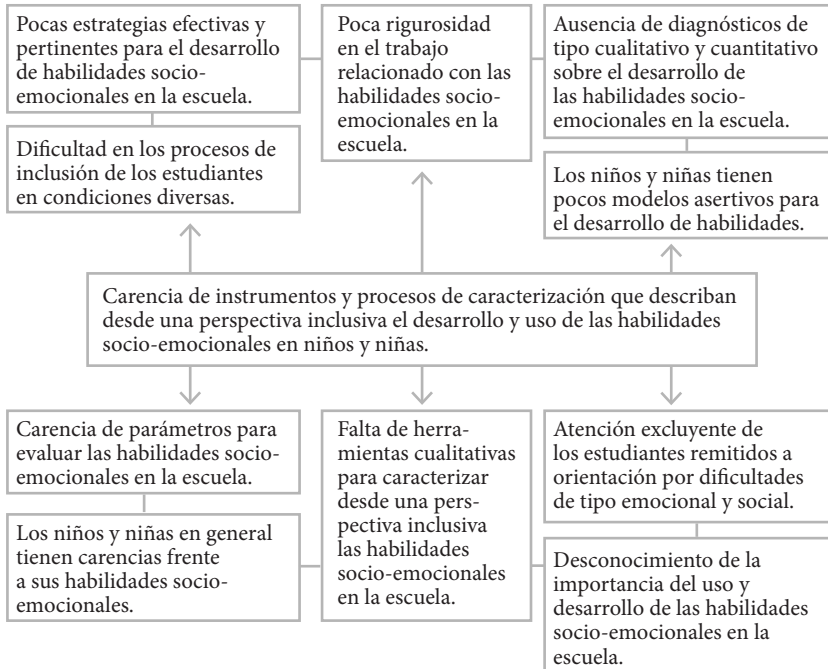 Pocas estrategias efectivas y
pertinentes para el desarrollo
de habilidades socio-
emocionales en la escuela.
Dificultad en los procesos de
inclusión de los estudiantes
en condiciones diversas.
Poca rigurosidad
en el trabajo
relacionado con las
habilidades socio-
emocionales en la
escuela.
Ausencia de diagnósticos de
tipo cualitativo y cuantitativo
sobre el desarrollo de
las habilidades socio-
emocionales en la escuela.
Los niños y niñas tienen
pocos modelos asertivos para
el desarrollo de habilidades.
Carencia de instrumentos y procesos de caracterización que describan
desde una perspectiva inclusiva el desarrollo y uso de las habilidades
socio-emocionales en niños y niñas.
Carencia de parámetros para
evaluar las habilidades socio-
emocionales en la escuela.
Los niños y niñas en general
tienen carencias frente
a sus habilidades socio-
emocionales.
Falta de herra-
mientas cualitativas
para caracterizar
desde una pers-
pectiva inclusiva
las habilidades
socio-emocionales
en la escuela.
Atención excluyente de
los estudiantes remitidos a
orientación por dificultades
de tipo emocional y social.
Desconocimiento de la
importancia del uso y
desarrollo de las habilidades
socio-emocionales en la
escuela.